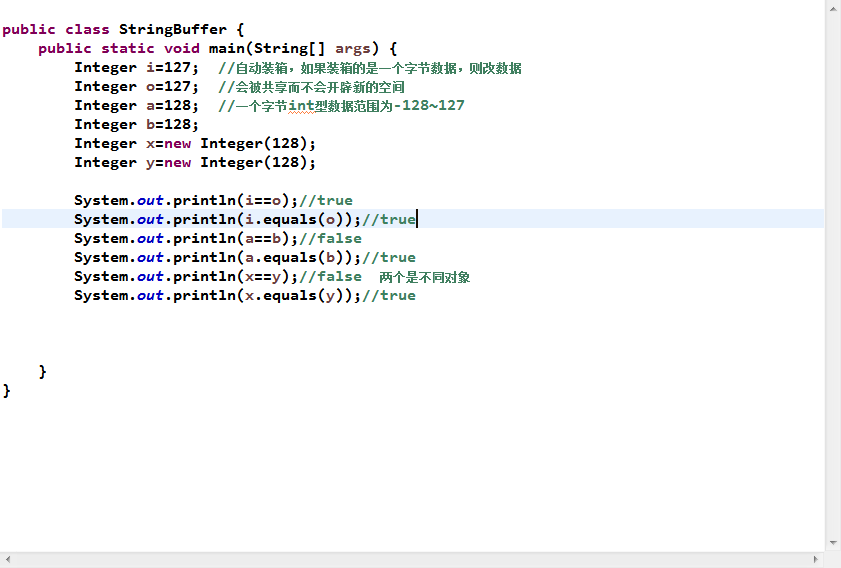 public class StringBuffer {
    public static void main(String[] args) {
        Integer i=127;  //自动装箱，如果装箱的是一个字节数据，则改数据
        Integer o=127;  //会被共享而不会开辟新的空间
        Integer a=128;  //一个字节int型数据范围为-128~127
        Integer b=128;
        Integer x=new Integer(128);
        Integer y=new Integer(128);
        System.out.println(i==o);//true
        System.out.println(i.equals(o));//true
        System.out.println(a==b);//false
        System.out.println(a.equals(b));//true
        System.out.println(x==y);//false  两个是不同对象
        System.out.println(x.equals(y));//true
    }
}